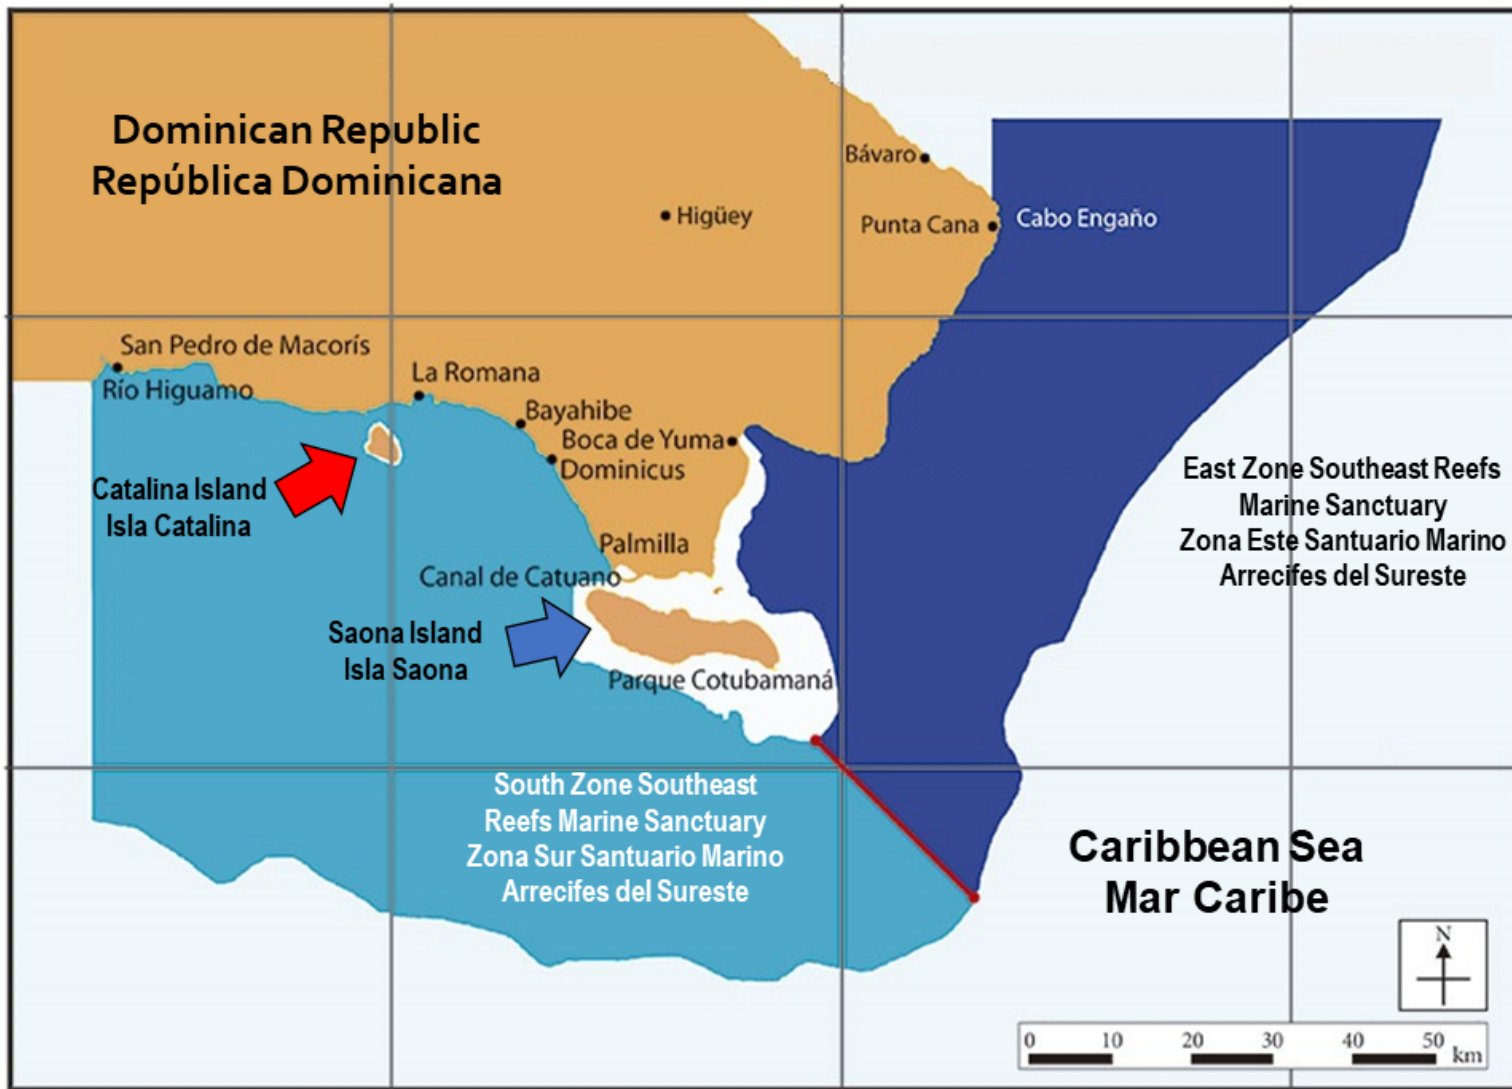 Dominican Republic
República Dominicana
Bávaro
Higüey
Punta Cana
Cabo Engaño
San Pedro de Macorís
Río Higuamo
La Romana
Bayahibe
Boca de Yuma
Dominicus
Catalina Island
Isla Catalina
East Zone Southeast Reefs
Marine Sanctuary
Zona Este Santuario Marino
Arrecifes del Sureste
Palmilla
Canal de Catuano
Saona Island
Isla Saona
Parque Cotubamaná
South Zone Southeast
Reefs Marine Sanctuary
Zona Sur Santuario Marino
Arrecifes del Sureste
Caribbean Sea
Mar Caribe
N
0 10 20 30 40 50 km